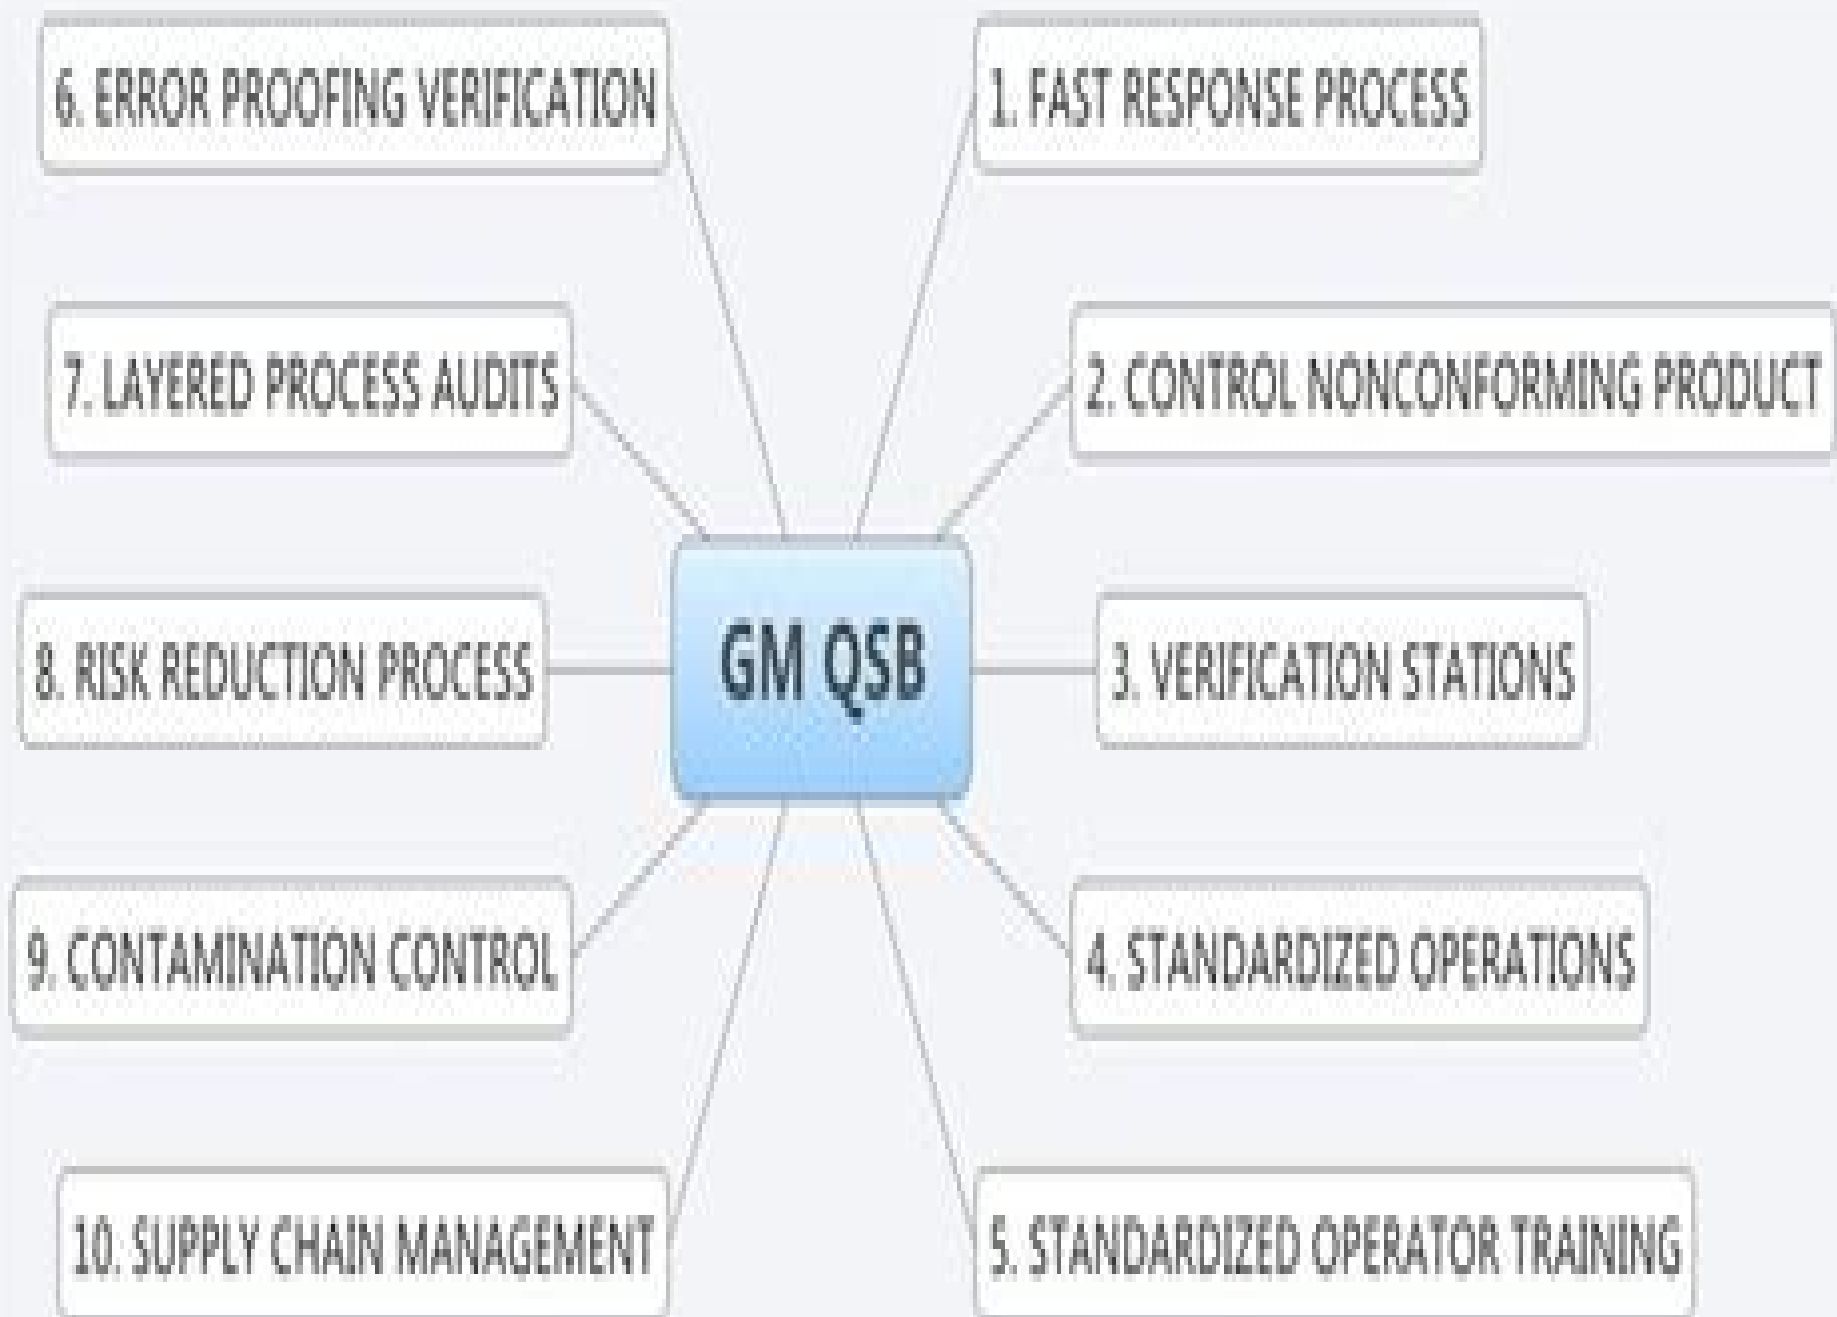 6. ERROR PROOFING VERIFICATION
1. FAST RESPONSE PROCESS
7. LAYERED PROCESS AUDITS
2. CONTROL NONCONFORMING PRODUCT
8. RISK REDUCTION PROCESS
GM QSB
3. VERIFICATION STATIONS
9. CONTAMINATION CONTROL
4. STANDARDIZED OPERATIONS
10. SUPPLY CHAIN MANAGEMENT
5. STANDARDIZED OPERATOR TRAINING